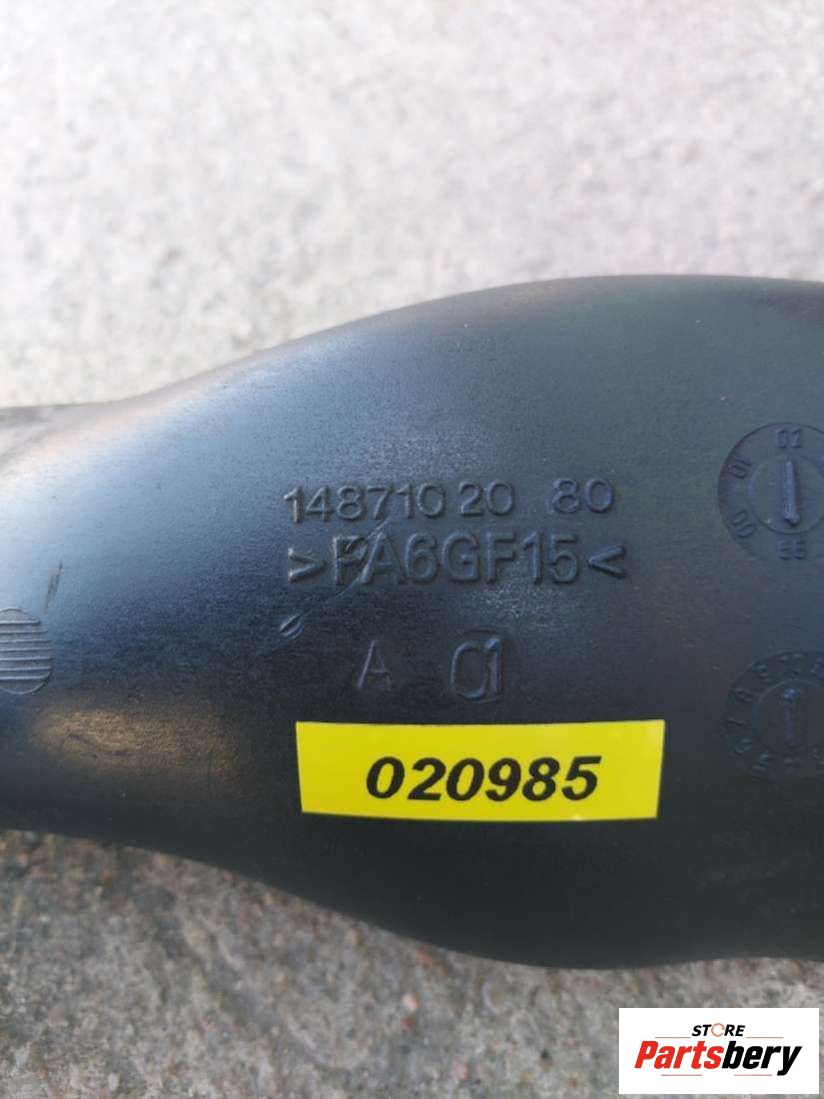 14871020 80
>PA6GF15<
A 01
020985
STORE
Partsbery